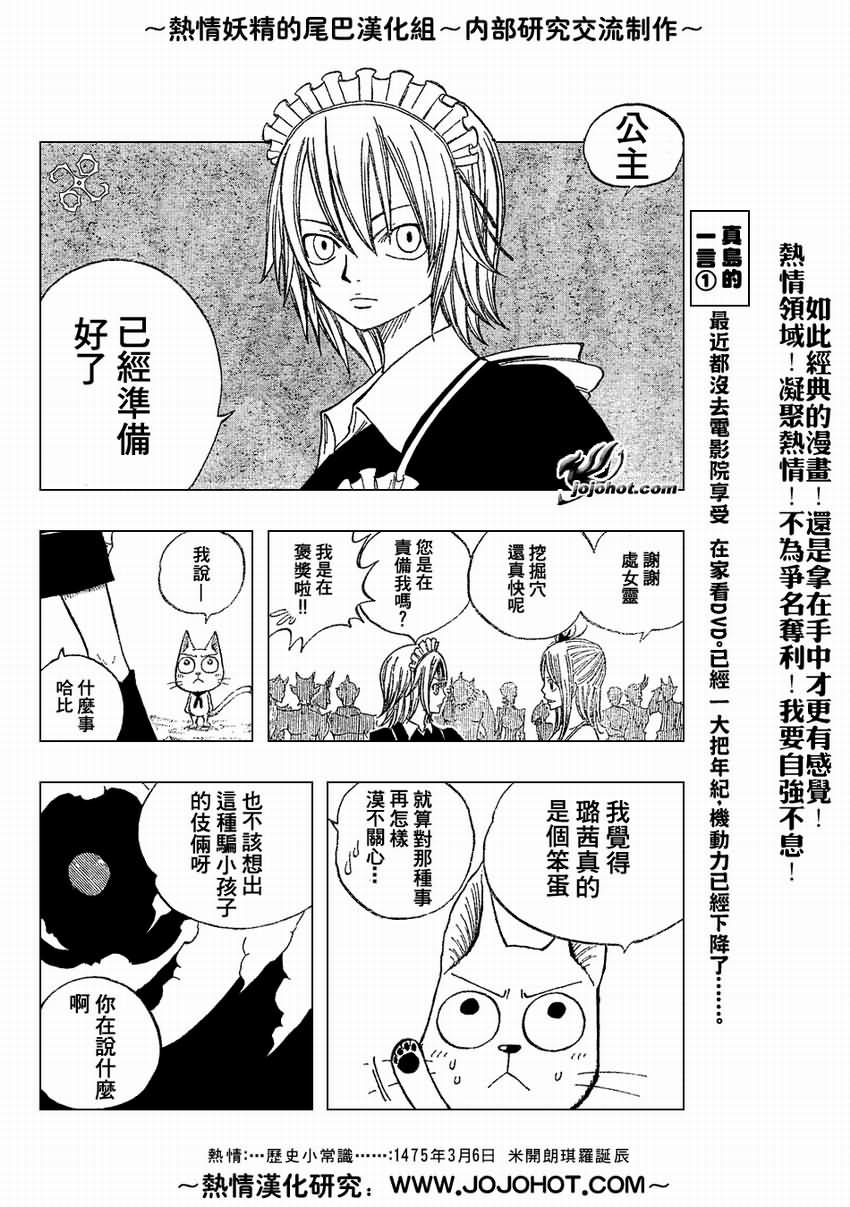 ～熱情妖精的尾巴漢化組～内部研究交流制作～
公主
已經準備
好了
jojohot.com
真島的
一言①
最近都沒去電影院享受 在家看DVD。已經一大把年紀，機動力已經下降了……。
如此經典的漫畫！還是拿在手中才更有感覺！
熱情領域！凝聚熱情！不為爭名奪利！我要自強不息！
謝謝
處女靈
挖掘穴
還真快呢
您是在
責備我嗎？
我是在
褒獎啦!!
我說—
什麼事
哈比
我覺得
璐茜真的
是個笨蛋
就算對那種事
再怎樣
漠不關心…
也不該想出
這種騙小孩子
的伎倆呀
你在說什麼
啊
熱情:…歷史小常識……:1475年3月6日 米開朗琪羅誕辰
～熱情漢化研究：WWW.JOJOHOT.COM～